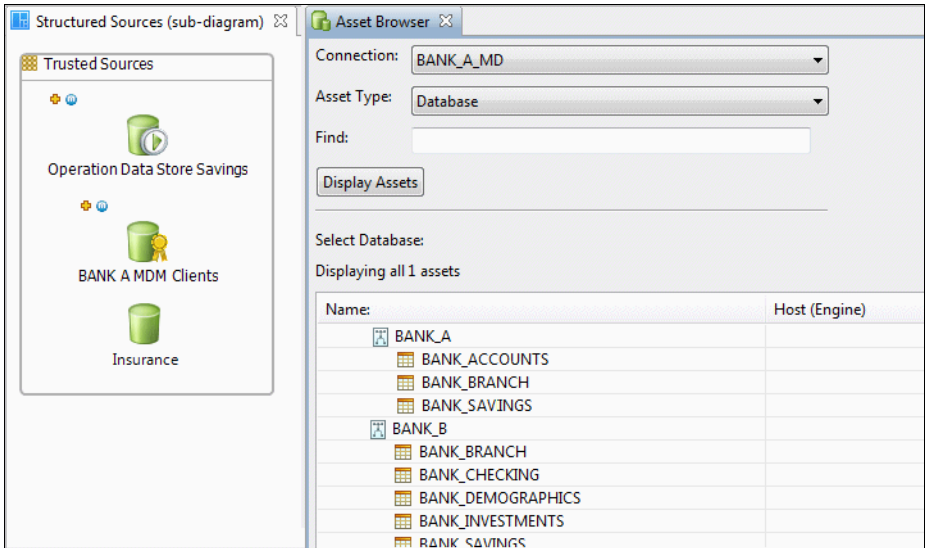 Structured Sources (sub-diagram)
Trusted Sources
Operation Data Store Savings
BANK A MDM Clients
Insurance
Asset Browser
Connection: BANK_A_MD
Asset Type: Database
Find:
Display Assets
Select Database:
Displaying all 1 assets
Name: Host (Engine)
BANK_A
BANK_ACCOUNTS
BANK_BRANCH
BANK_SAVINGS
BANK_B
BANK_BRANCH
BANK_CHECKING
BANK_DEMOGRAPHICS
BANK_INVESTMENTS
BANK_SAVINGS